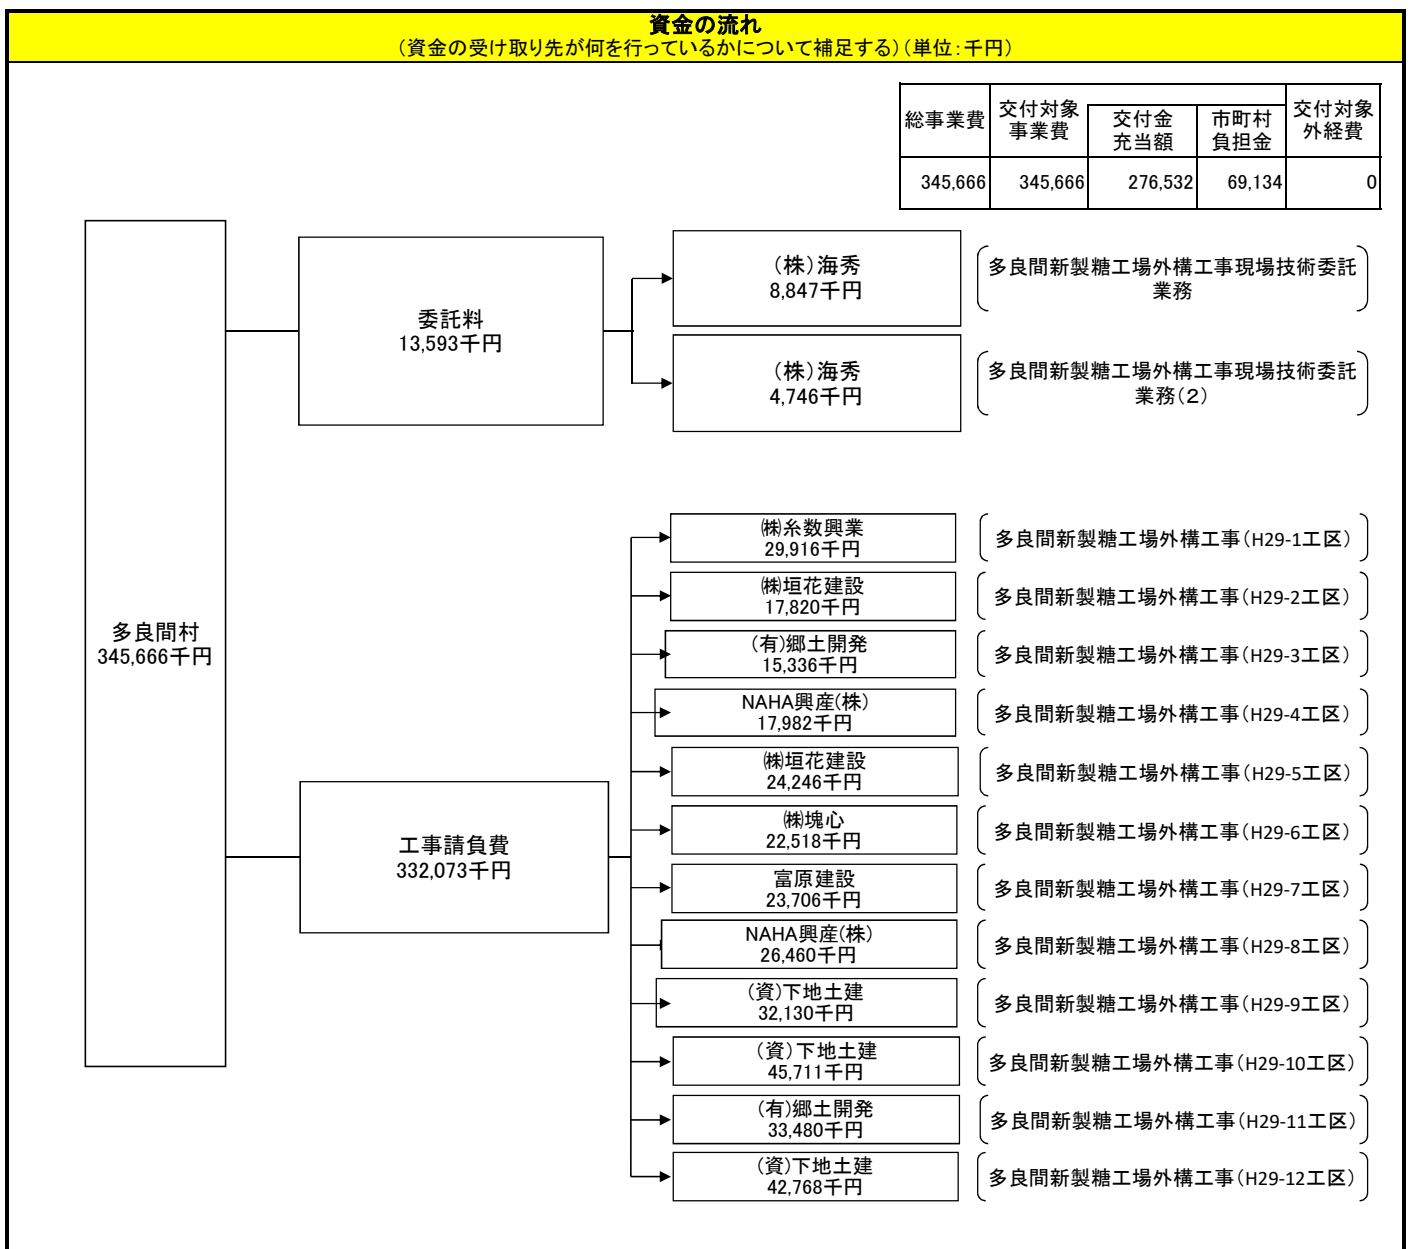 資金の流れ
（資金の受け取り先が何を行っているかについて補足する）（単位：千円）
総事業費
交付対象
事業費
交付金
充当額
市町村
負担金
交付対象
外経費
345,666
345,666
276,532
69,134
0
多良間村
345,666千円
委託料
13,593千円
（株）海秀
8,847千円
多良間新製糖工場外構工事現場技術委託
業務
（株）海秀
4,746千円
多良間新製糖工場外構工事現場技術委託
業務（２）
工事請負費
332,073千円
㈱糸数興業
29,916千円
多良間新製糖工場外構工事（H29-1工区）
㈱垣花建設
17,820千円
多良間新製糖工場外構工事（H29-2工区）
(有)郷土開発
15,336千円
多良間新製糖工場外構工事（H29-3工区）
NAHA興産(株)
17,982千円
多良間新製糖工場外構工事（H29-4工区）
㈱垣花建設
24,246千円
多良間新製糖工場外構工事（H29-5工区）
㈱塊心
22,518千円
多良間新製糖工場外構工事（H29-6工区）
富原建設
23,706千円
多良間新製糖工場外構工事（H29-7工区）
NAHA興産(株)
26,460千円
多良間新製糖工場外構工事（H29-8工区）
(資)下地土建
32,130千円
多良間新製糖工場外構工事（H29-9工区）
（資）下地土建
45,711千円
多良間新製糖工場外構工事（H29-10工区）
(有)郷土開発
33,480千円
多良間新製糖工場外構工事（H29-11工区）
(資)下地土建
42,768千円
多良間新製糖工場外構工事（H29-12工区）